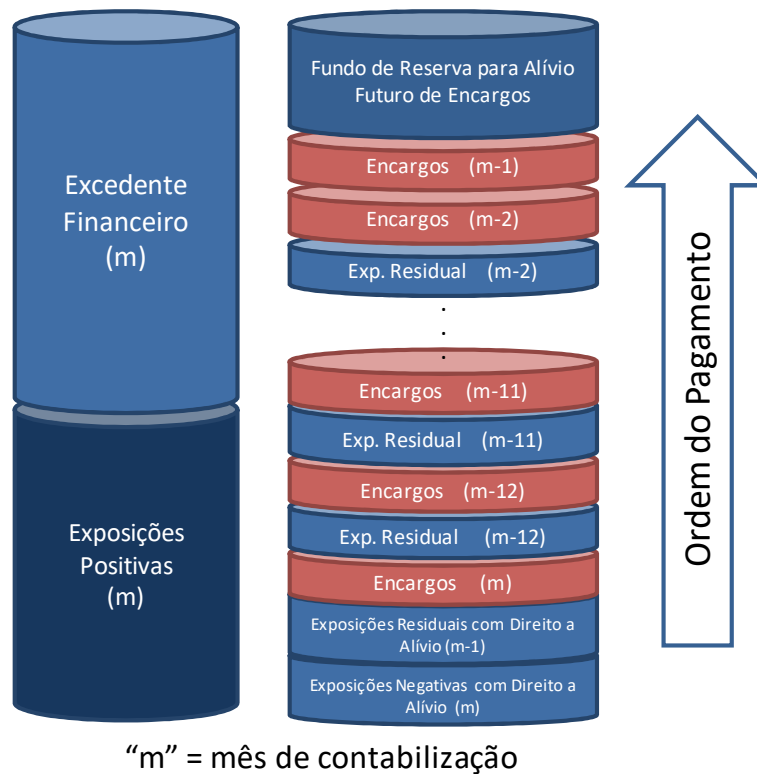 Excedente
Financeiro
(m)
Exposições
Positivas
(m)
Fundo de Reserva para Alívio
Futuro de Encargos
Encargos (m-1)
Encargos (m-2)
Exp. Residual (m-2)
.
.
.
Encargos (m-11)
Exp. Residual (m-11)
Encargos (m-12)
Exp. Residual (m-12)
Encargos (m)
Exposições Residuais com Direito a
Alívio (m-1)
Exposições Negativas com Direito a
Alívio (m)
Ordem do Pagamento
“m” = mês de contabilização